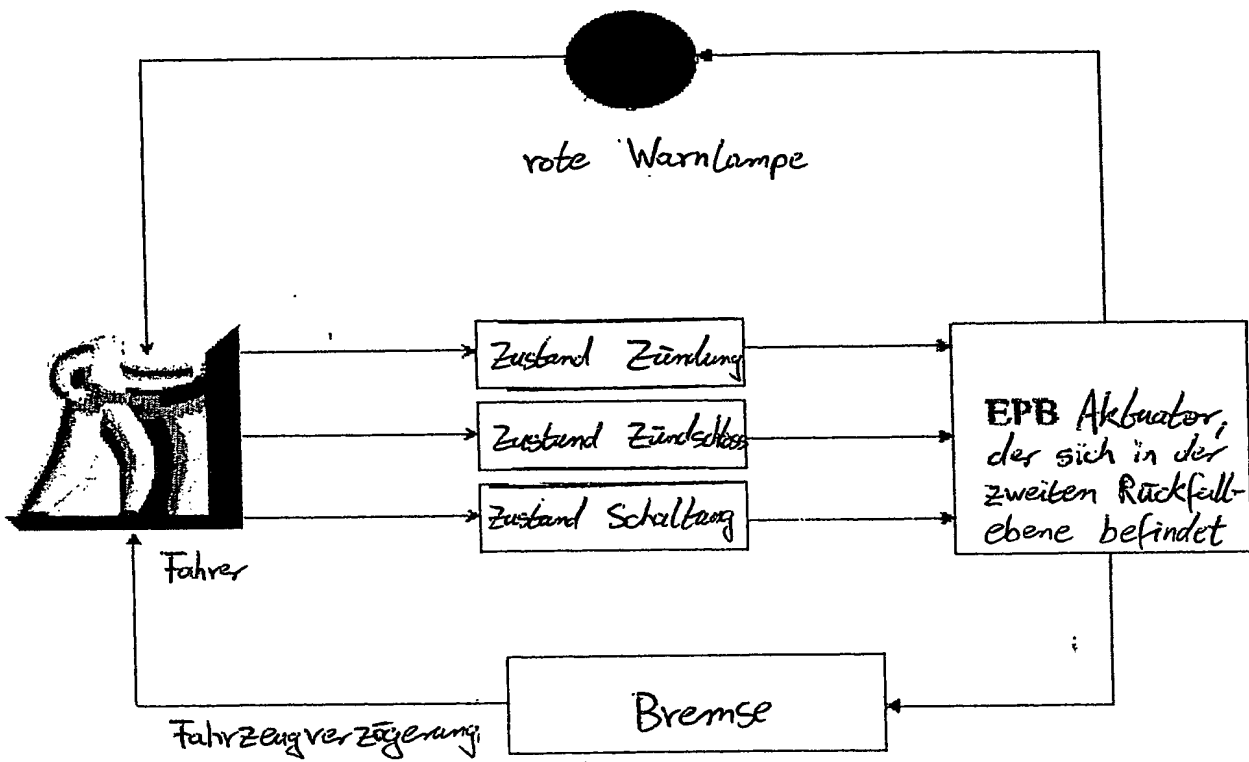 rote Warnlampe
Zustand Zündung
Zustand Zündschloss
Zustand Schaltung
EPB Aktuator,
der sich in der
zweiten Rückfall-
ebene befindet
Fahrer
Bremse
Fahrzeugverzögerung